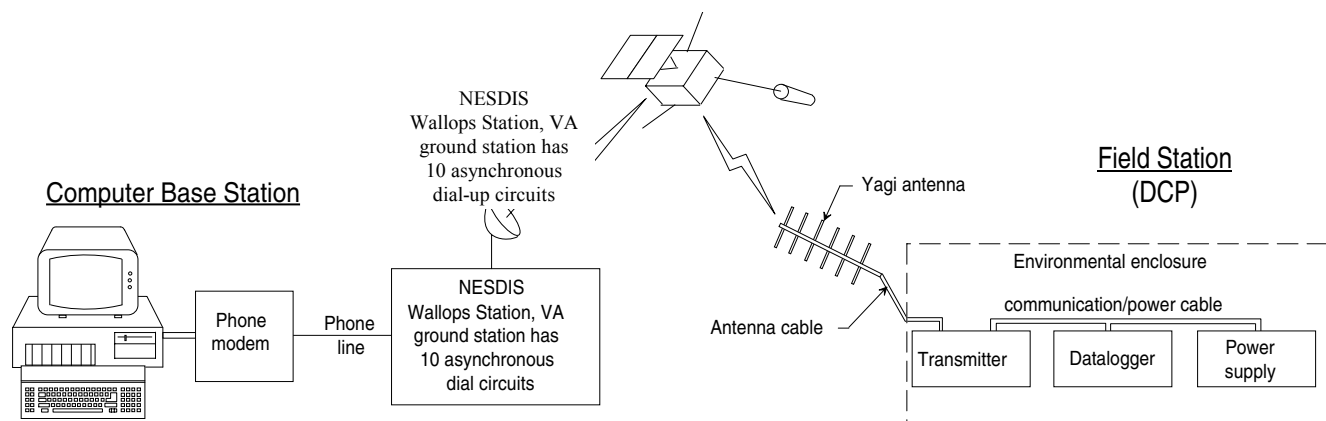 NESDIS
Wallops Station, VA
ground station has
10 asynchronous
dial-up circuits
Computer Base Station
Phone
modem
Phone
line
NESDIS
Wallops Station, VA
ground station has
10 asynchronous
dial circuits
Yagi antenna
Antenna cable
Field Station
(DCP)
Environmental enclosure
communication/power cable
Transmitter
Datalogger
Power
supply